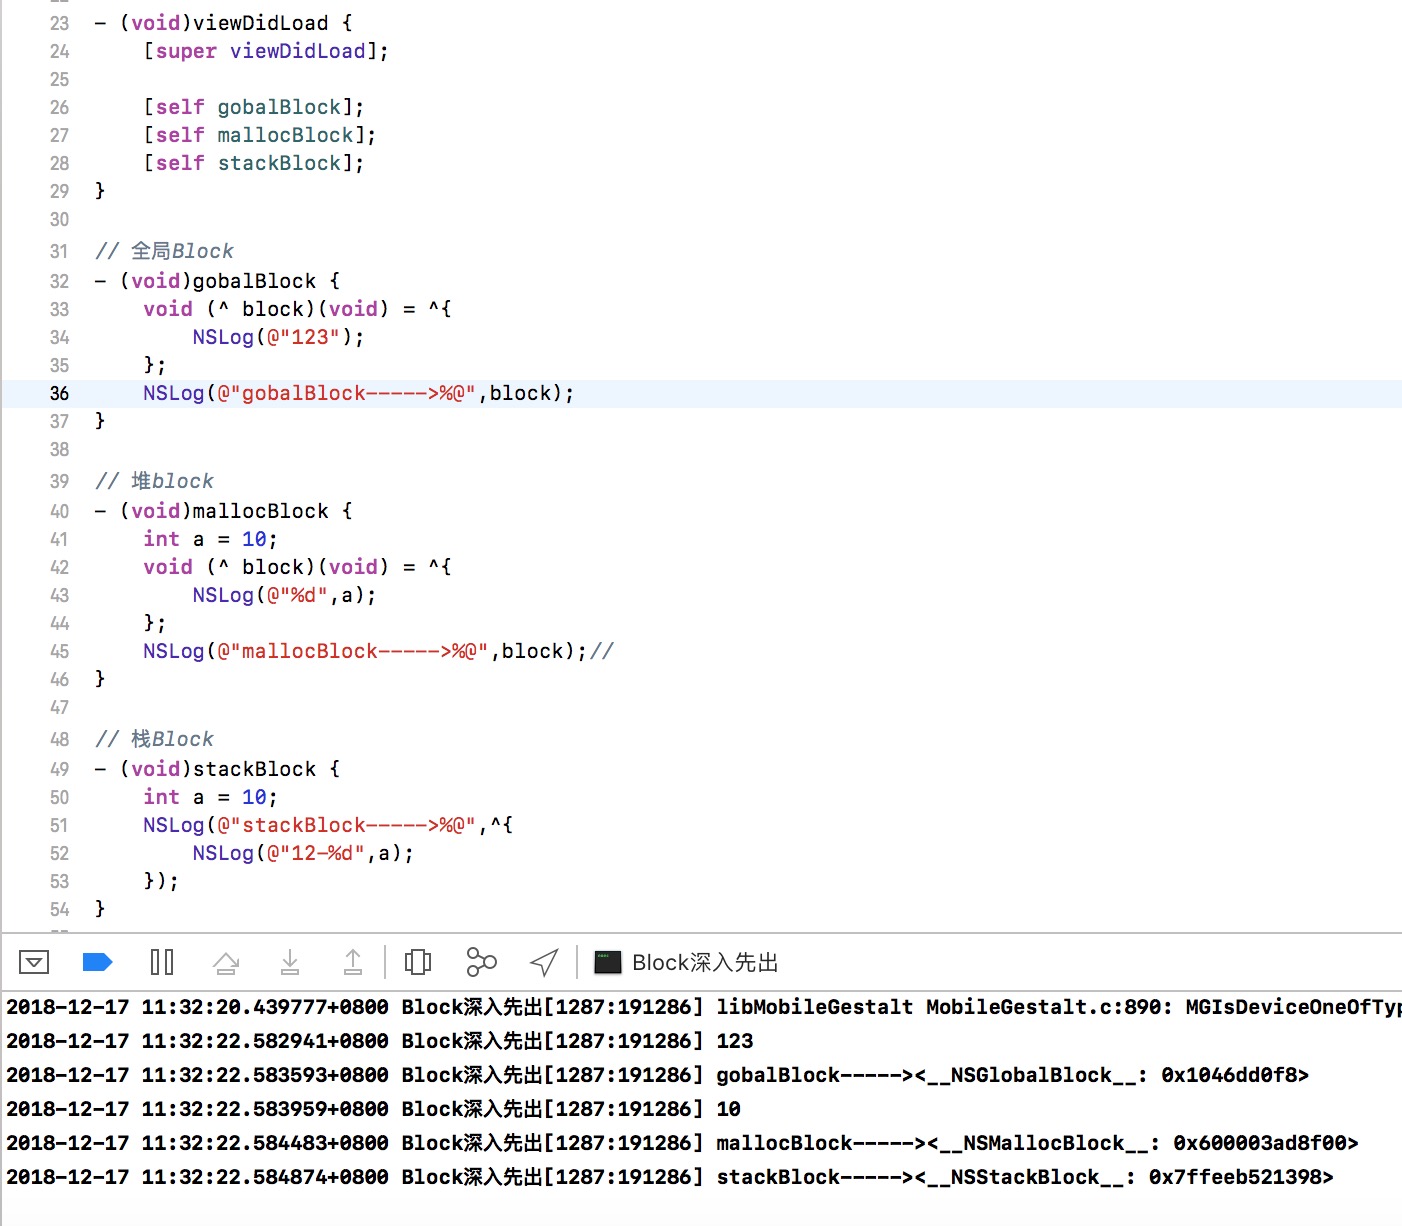 23 - (void)viewDidLoad {
24     [super viewDidLoad];
25
26     [self gobalBlock];
27     [self mallocBlock];
28     [self stackBlock];
29 }
30
31 // 全局Block
32 - (void)gobalBlock {
33     void (^ block)(void) = ^{
34         NSLog(@"123");
35     };
36     NSLog(@"gobalBlock----->%@",block);
37 }
38
39 // 堆block
40 - (void)mallocBlock {
41     int a = 10;
42     void (^ block)(void) = ^{
43         NSLog(@"%d",a);
44     };
45     NSLog(@"mallocBlock----->%@",block);//
46 }
47
48 // 栈Block
49 - (void)stackBlock {
50     int a = 10;
51     NSLog(@"stackBlock----->%@",^{
52         NSLog(@"12-%d",a);
53     });
54 }
Block深入先出
2018-12-17 11:32:20.439777+0800 Block深入先出[1287:191286] libMobileGestalt MobileGestalt.c:890: MGIsDeviceOneOfTyp
2018-12-17 11:32:22.582941+0800 Block深入先出[1287:191286] 123
2018-12-17 11:32:22.583593+0800 Block深入先出[1287:191286] gobalBlock-----><__NSGlobalBlock__: 0x1046dd0f8>
2018-12-17 11:32:22.583959+0800 Block深入先出[1287:191286] 10
2018-12-17 11:32:22.584483+0800 Block深入先出[1287:191286] mallocBlock-----><__NSMallocBlock__: 0x600003ad8f00>
2018-12-17 11:32:22.584874+0800 Block深入先出[1287:191286] stackBlock-----><__NSStackBlock__: 0x7ffeeb521398>